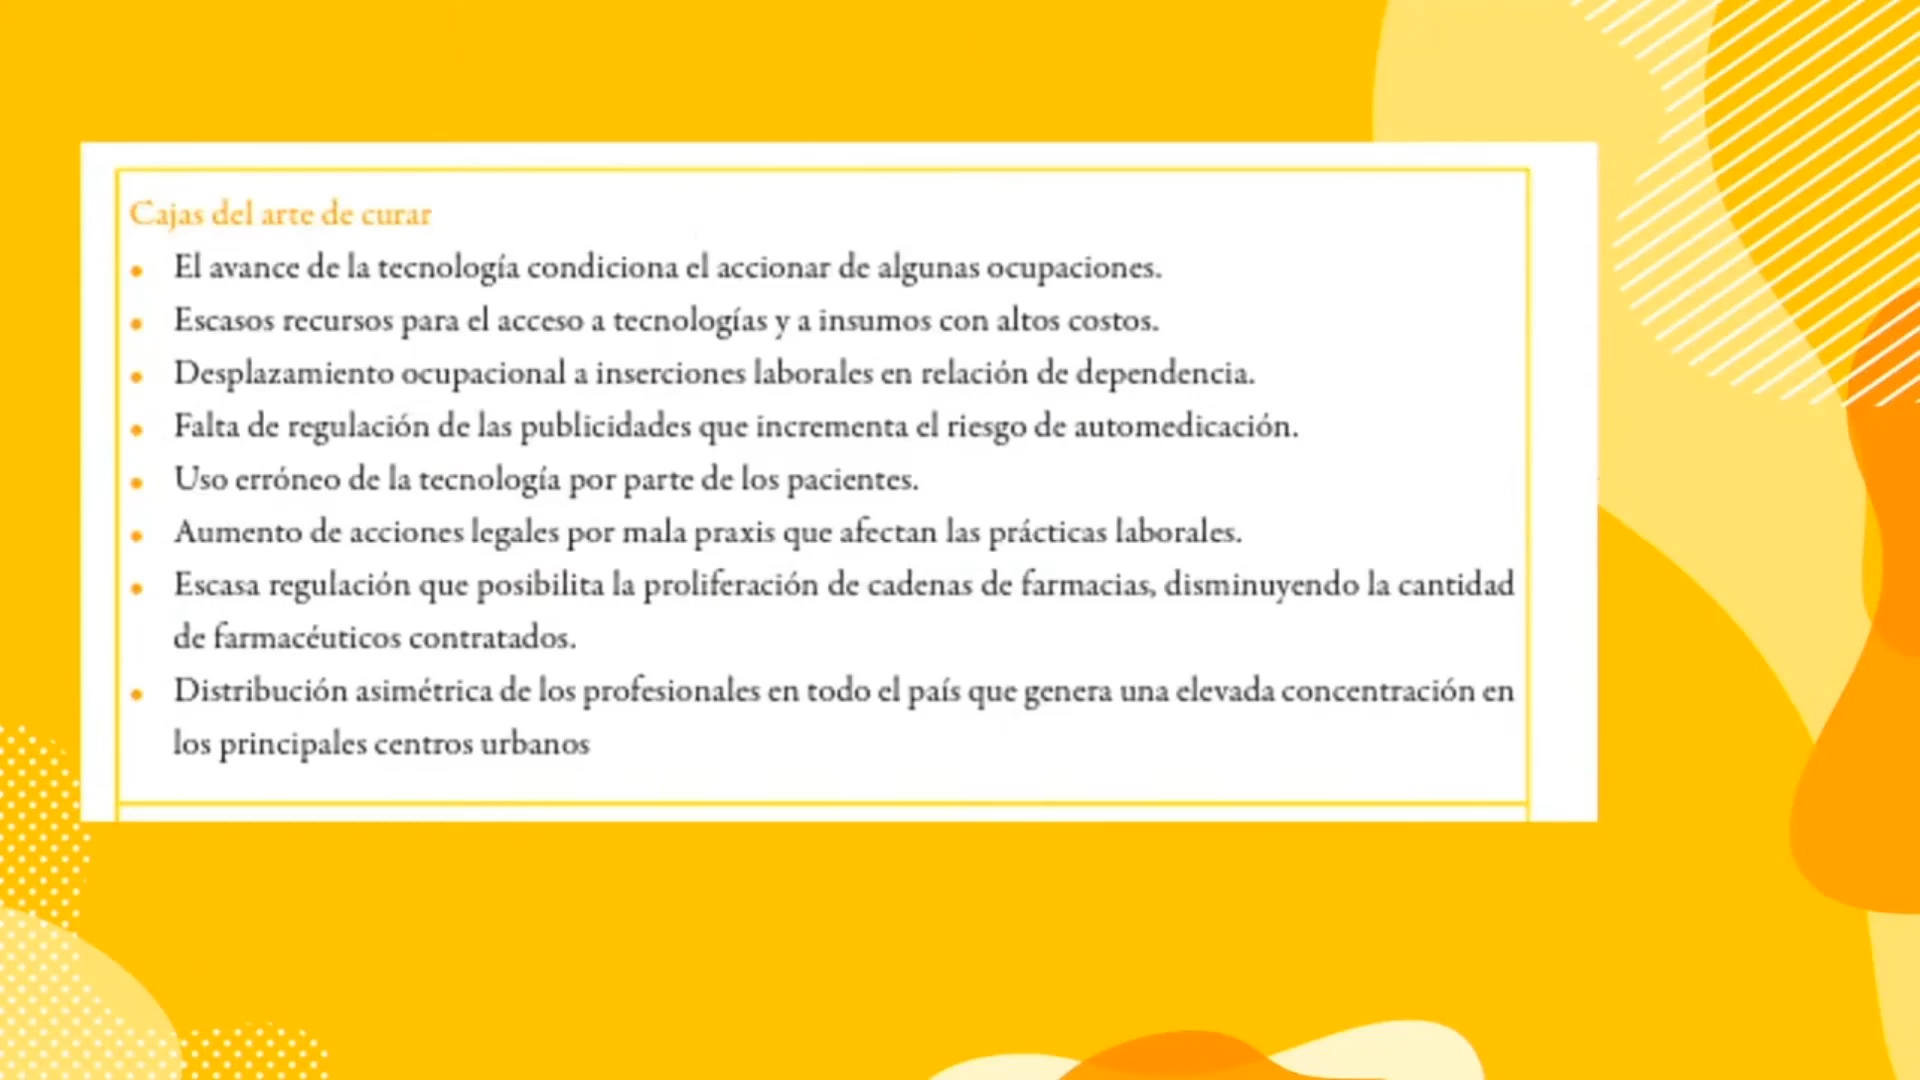 Cajas del arte de curar
• El avance de la tecnología condiciona el accionar de algunas ocupaciones.
• Escasos recursos para el acceso a tecnologías y a insumos con altos costos.
• Desplazamiento ocupacional a inserciones laborales en relación de dependencia.
• Falta de regulación de las publicidades que incrementa el riesgo de automedicación.
• Uso erróneo de la tecnología por parte de los pacientes.
• Aumento de acciones legales por mala praxis que afectan las prácticas laborales.
• Escasa regulación que posibilita la proliferación de cadenas de farmacias, disminuyendo la cantidad
de farmacéuticos contratados.
• Distribución asimétrica de los profesionales en todo el país que genera una elevada concentración en
los principales centros urbanos